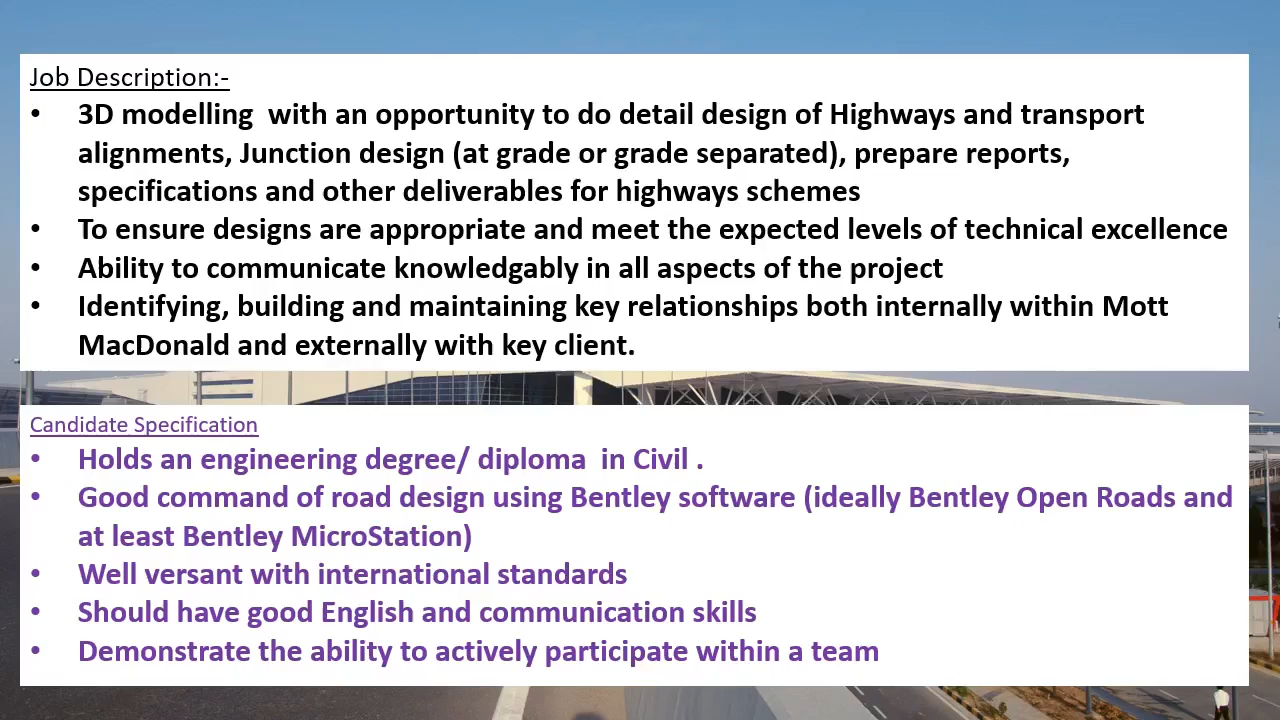 Job Description:-
• 3D modelling with an opportunity to do detail design of Highways and transport
alignments, Junction design (at grade or grade separated), prepare reports,
specifications and other deliverables for highways schemes
• To ensure designs are appropriate and meet the expected levels of technical excellence
• Ability to communicate knowledgably in all aspects of the project
• Identifying, building and maintaining key relationships both internally within Mott
MacDonald and externally with key client.
Candidate Specification
• Holds an engineering degree/ diploma in Civil .
• Good command of road design using Bentley software (ideally Bentley Open Roads and
at least Bentley MicroStation)
• Well versant with international standards
• Should have good English and communication skills
• Demonstrate the ability to actively participate within a team